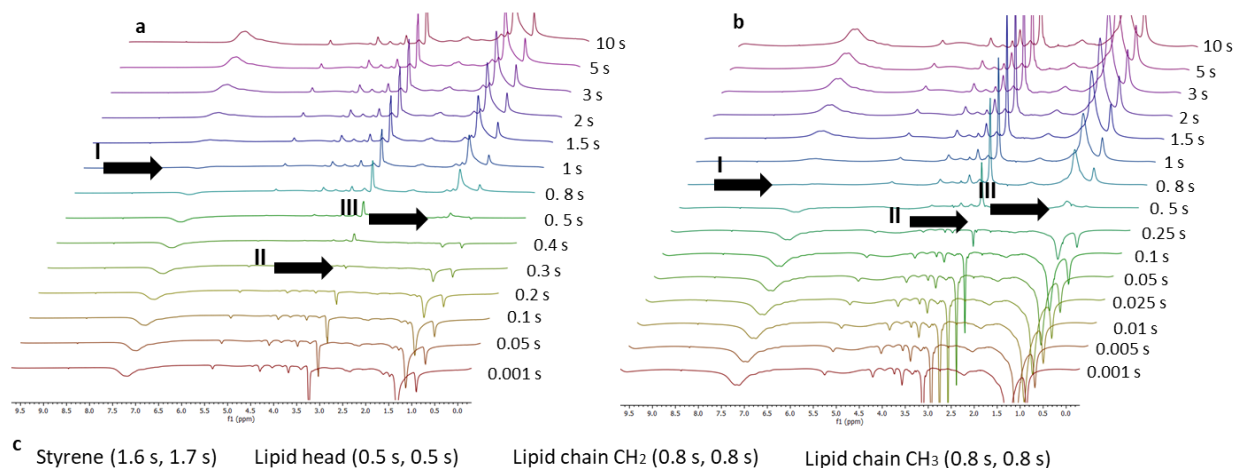 a
10 s
5 s
3 s
2 s
1.5 s
1 s
0. 8 s
0. 5 s
0.4 s
0.3 s
0.2 s
0.1 s
0.05 s
0.001 s
I
III
II
9.5 9.0 8.5 8.0 7.5 7.0 6.5 6.0 5.5 5.0 4.5 4.0 3.5 3.0 2.5 2.0 1.5 1.0 0.5 0.0
f1 (ppm)
b
10 s
5 s
3 s
2 s
1.5 s
1 s
0. 8 s
0. 5 s
0.25 s
0.1 s
0.05 s
0.025 s
0.01 s
0.005 s
0.001 s
I
III
II
9.5 9.0 8.5 8.0 7.5 7.0 6.5 6.0 5.5 5.0 4.5 4.0 3.5 3.0 2.5 2.0 1.5 1.0 0.5 0.0
f1 (ppm)
c Styrene (1.6 s, 1.7 s) Lipid head (0.5 s, 0.5 s) Lipid chain CH₂ (0.8 s, 0.8 s) Lipid chain CH₃ (0.8 s, 0.8 s)